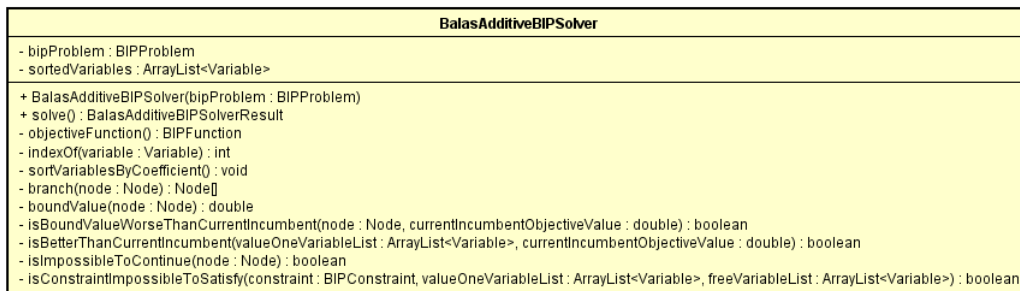 BalasAdditiveBIPSolver
- bipProblem : BIPProblem
- sortedVariables : ArrayList<Variable>
+ BalasAdditiveBIPSolver(bipProblem : BIPProblem)
+ solve() : BalasAdditiveBIPSolverResult
- objectiveFunction() : BIPFunction
- indexOf(variable : Variable) : int
- sortVariablesByCoefficient() : void
- branch(node : Node) : Node[]
- boundValue(node : Node) : double
- isBoundValueWorseThanCurrentIncumbent(node : Node, currentIncumbentObjectiveValue : double) : boolean
- isBetterThanCurrentIncumbent(valueOneVariableList : ArrayList<Variable>, currentIncumbentObjectiveValue : double) : boolean
- isImpossibleToContinue(node : Node) : boolean
- isConstraintImpossibleToSatisfy(constraint : BIPConstraint, valueOneVariableList : ArrayList<Variable>, freeVariableList : ArrayList<Variable>) : boolean